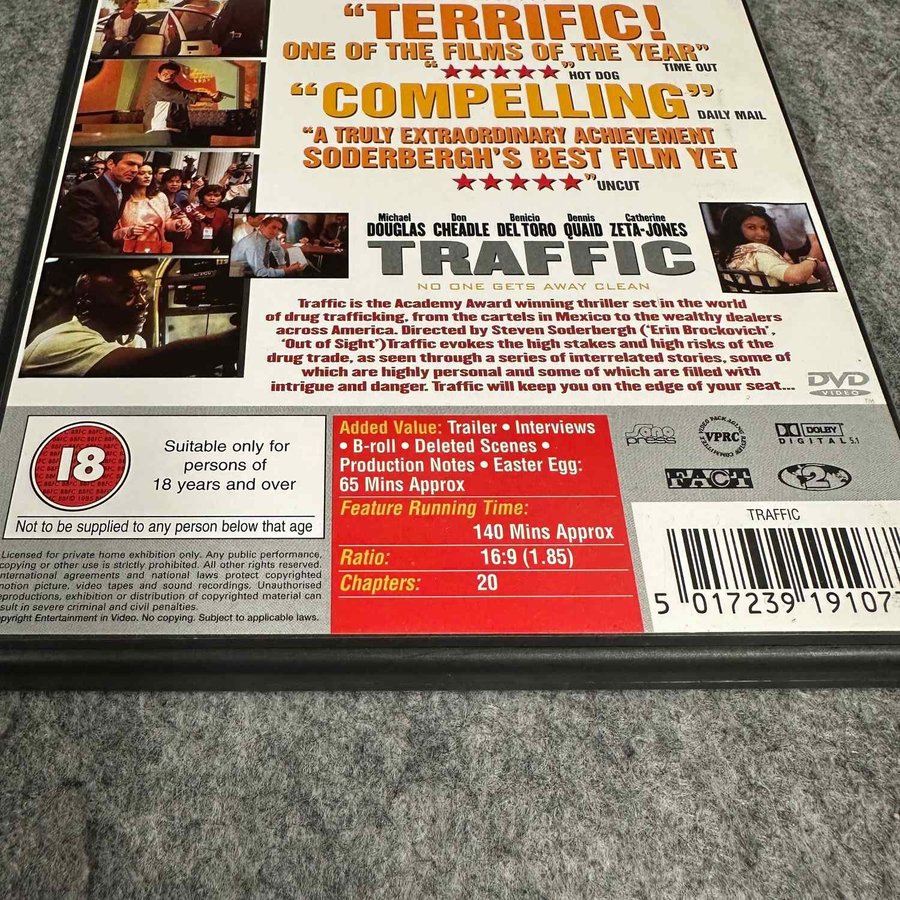 "TERRIFIC!
ONE OF THE FILMS OF THE YEAR"
TIME OUT
"★★★★★" HOT DOG
"COMPELLING"
DAILY MAIL
"A TRULY EXTRAORDINARY ACHIEVEMENT
SODERBERGH'S BEST FILM YET
★★★★★" UNCUT
Michael DOUGLAS Don CHEADLE Benicio DEL TORO Dennis QUAID Catherine ZETA-JONES
TRAFFIC
NO ONE GETS AWAY CLEAN
Traffic is the Academy Award winning thriller set in the world
of drug trafficking, from the cartels in Mexico to the wealthy dealers
across America. Directed by Steven Soderbergh ('Erin Brockovich',
'Out of Sight')Traffic evokes the high stakes and high risks of the
drug trade, as seen through a series of interrelated stories, some of
which are highly personal and some of which are filled with
intrigue and danger. Traffic will keep you on the edge of your seat...
DVD
VIDEO
TM
18
Suitable only for
persons of
18 years and over
Not to be supplied to any person below that age
Licensed for private home exhibition only. Any public performance,
copying or other use is strictly prohibited. All other rights reserved.
nternational agreements and national laws protect copyrighted
motion picture, video tapes and sound recordings. Unauthorised
eproductions, exhibition or distribution of copyrighted material can
sult in severe criminal and civil penalties.
pyright Entertainment in Video. No copying. Subject to applicable laws.
Added Value: Trailer • Interviews
• B-roll • Deleted Scenes •
Production Notes • Easter Egg:
65 Mins Approx
Feature Running Time:
140 Mins Approx
Ratio: 16:9 (1.85)
Chapters: 20
sono
press
VPRC
DOLBY
DIGITAL 5.1
FACT
2
TRAFFIC
5 017239 19107